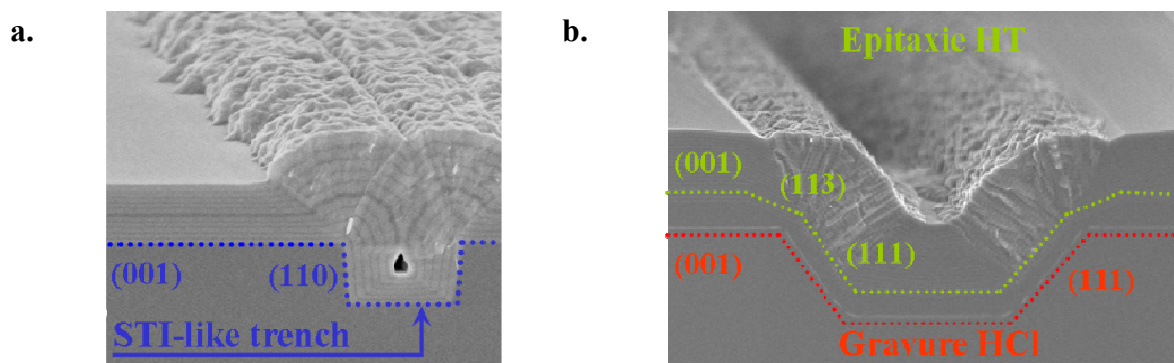 a.
(001)
(110)
STI-like trench
b.
Epitaxie HT
(001)
(113)
(111)
(001)
(111)
Gravure HCl